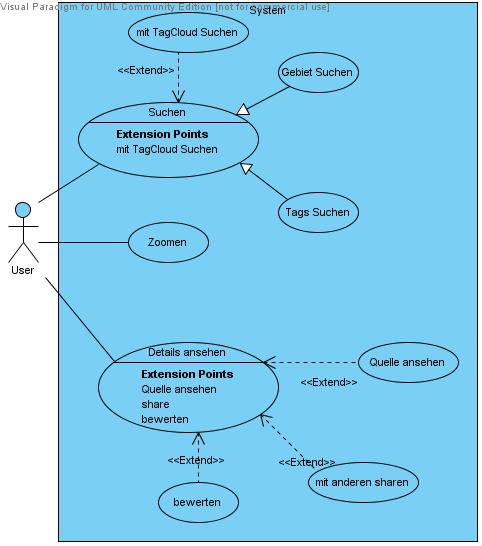 Visual Paradigm for UML Community Edition [not for commercial use]
System
mit TagCloud Suchen
<<Extend>>
Gebiet Suchen
Suchen
Extension Points
mit TagCloud Suchen
Tags Suchen
User
Zoomen
Details ansehen
Extension Points
Quelle ansehen
share
bewerten
Quelle ansehen
<<Extend>>
<<Extend>>
<<Extend>>
mit anderen sharen
bewerten